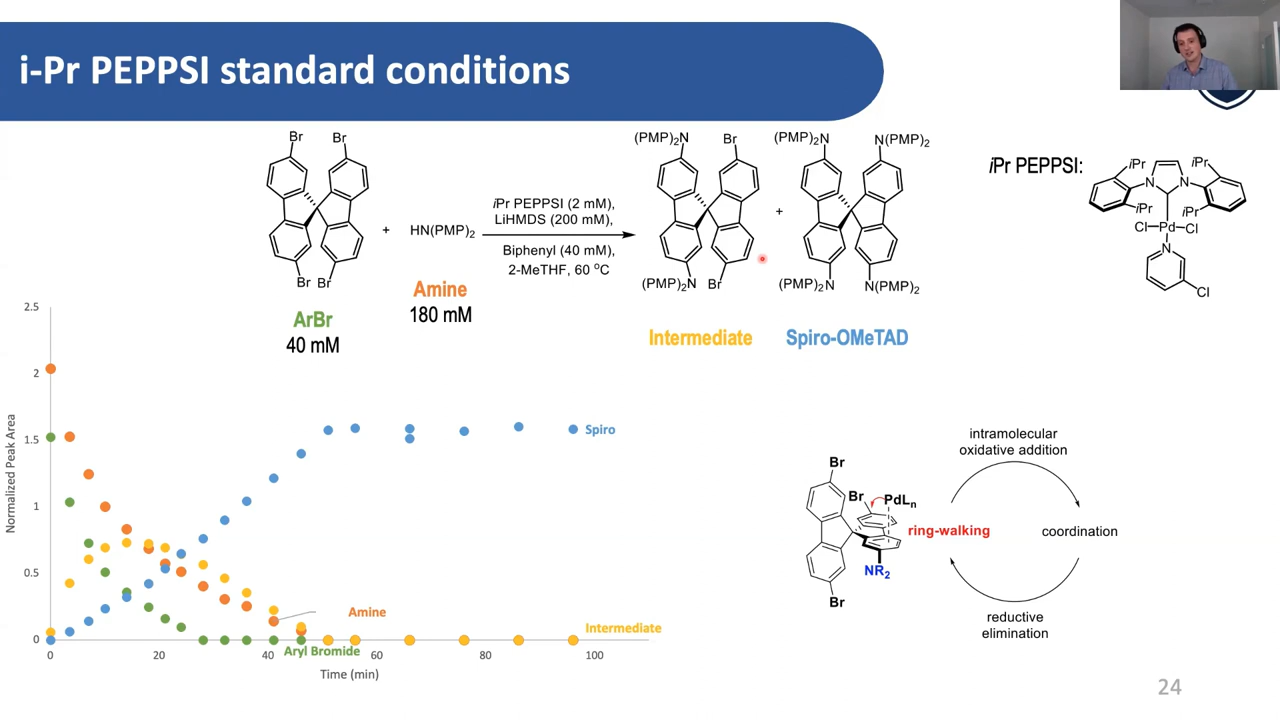 i-Pr PEPPSI standard conditions
Br
Br
Br
Br
+
HN(PMP)₂
iPr PEPPSI (2 mM),
LiHMDS (200 mM),
Biphenyl (40 mM),
2-MeTHF, 60 °C
(PMP)₂N
Br
(PMP)₂N
Br
+
(PMP)₂N
N(PMP)₂
(PMP)₂N
N(PMP)₂
ArBr
40 mM
Amine
180 mM
Intermediate
Spiro-OMeTAD
iPr PEPPSI:
iPr
iPr
N
N
iPr
iPr
Cl
Pd
Cl
N
Cl
Normalized Peak Area
2.5
2
1.5
1
0.5
0
0
20
40
60
80
100
Time (min)
Spiro
Amine
Intermediate
Aryl Bromide
Br
Br
PdLn
NR₂
Br
ring-walking
intramolecular
oxidative addition
coordination
reductive
elimination
24